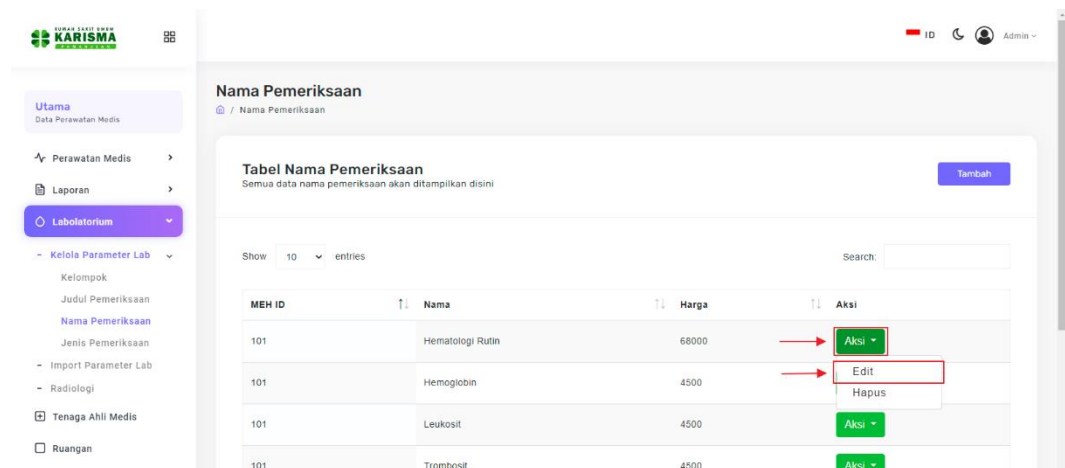 RUMAH SAKIT UMUM
KARISMA
ID
Admin
Nama Pemeriksaan
/ Nama Pemeriksaan
Utama
Data Perawatan Medis
Perawatan Medis
Laporan
Labolatorium
- Kelola Parameter Lab
Kelompok
Judul Pemeriksaan
Nama Pemeriksaan
Jenis Pemeriksaan
- Import Parameter Lab
- Radiologi
Tenaga Ahli Medis
Ruangan
Tabel Nama Pemeriksaan
Semua data nama pemeriksaan akan ditampilkan disini
Tambah
Show 10 entries
Search:
MEH ID Nama Harga Aksi
101 Hematologi Rutin 68000 Aksi
Edit
Hapus
101 Hemoglobin 4500
101 Leukosit 4500 Aksi
101 Trombosit 4500 Aksi